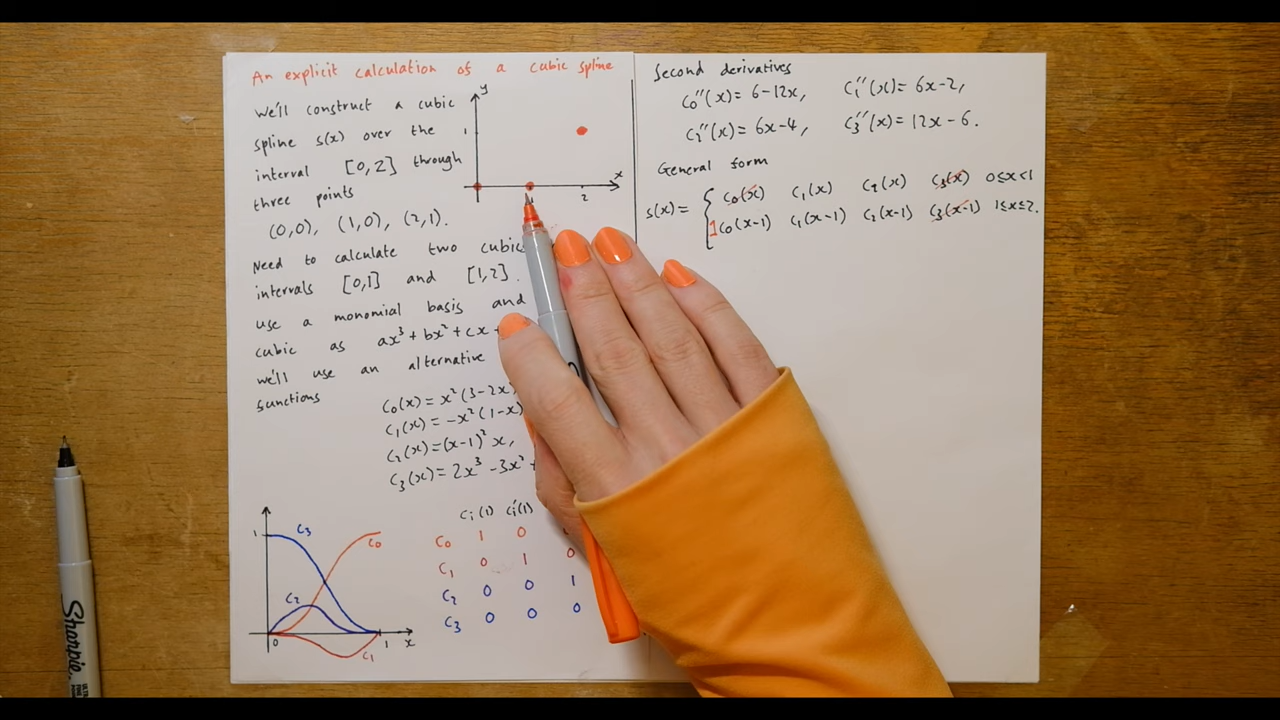 An explicit calculation of a cubic spline
We'll construct a cubic
spline s(x) over the
interval [0,2] through
three points
(0,0), (1,0), (2,1).
Need to calculate two cubic
intervals [0,1] and [1,2].
use a monomial basis and
cubic as ax³ + bx² + cx +
we'll use an alternative
functions
C₀(x) = x²(3-2x)
C₁(x) = -x²(1-x)
C₂(x) = (x-1)² x,
C₃(x) = 2x³ - 3x² +
y
1
x
2
1
C₃
C₀
C₂
C₁
0
1
x
Cᵢ(1) Cᵢ'(1)
C₀ 1 0
C₁ 0 1 0
C₂ 0 0 1
C₃ 0 0 0
Second derivatives
C₀''(x) = 6-12x, C₁''(x) = 6x-2,
C₂''(x) = 6x-4, C₃''(x) = 12x-6.
General form
s(x) = { C₀(x) C₁(x) C₂(x) C₃(x) 0≤x<1
1C₀(x-1) C₁(x-1) C₂(x-1) C₃(x-1) 1≤x≤2.
Sharpie